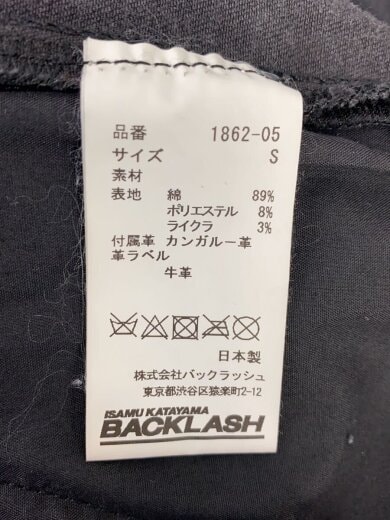 品番 1862-05
サイズ S
素材
表地 綿 89%
ポリエステル 8%
ライクラ 3%
付属革 カンガルー革
革ラベル
牛革
日本製
株式会社バックラッシュ
東京都渋谷区猿楽町2-12
ISAMU KATAYAMA
BACKLASH